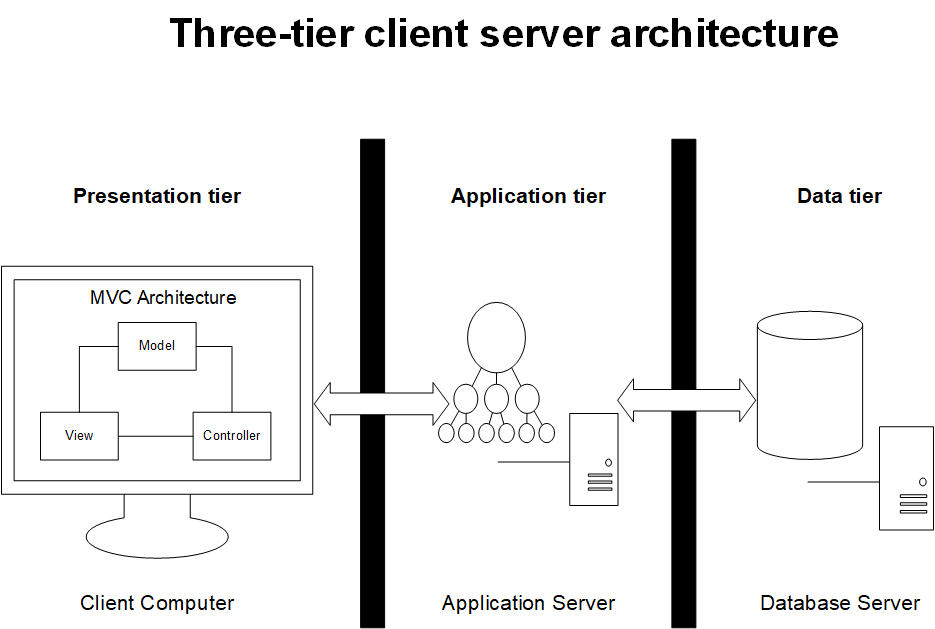 Three-tier client server architecture
Presentation tier
Application tier
Data tier
MVC Architecture
Model
View
Controller
Client Computer
Application Server
Database Server